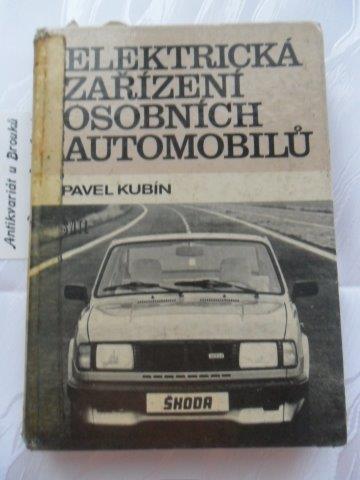 ELEKTRICKÁ
ZAŘÍZENÍ
OSOBNÍCH
AUTOMOBILŮ
PAVEL KUBÍN
ŠKODA
Antikvariát u Brouků